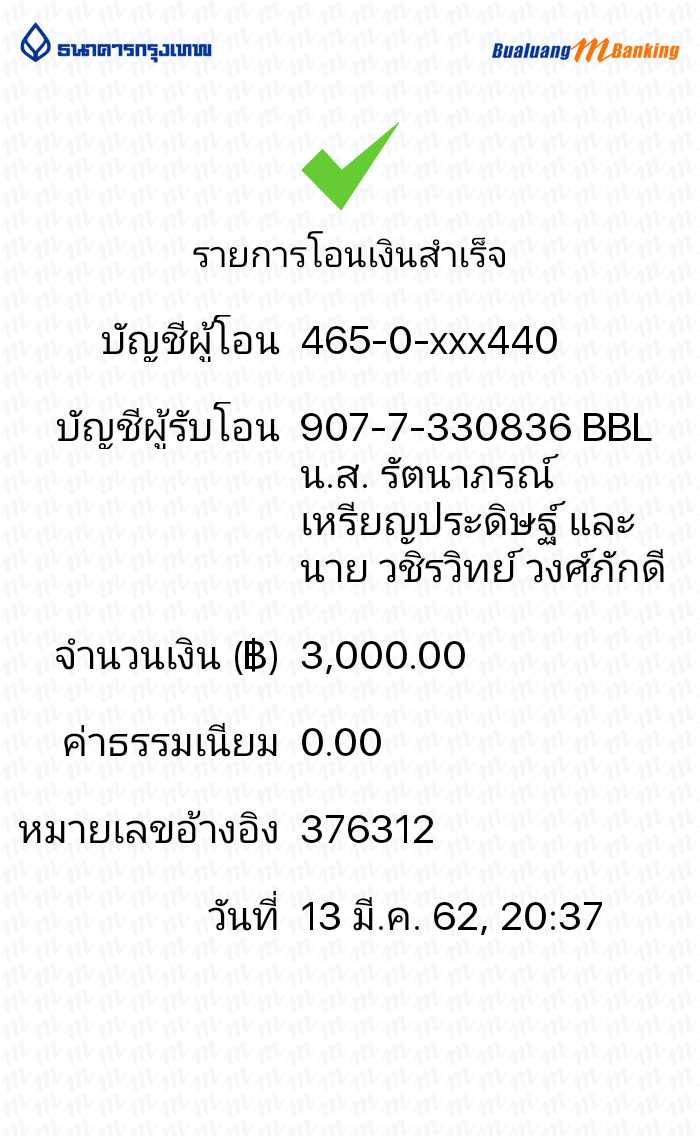 ธนาคารกรุงเทพ
Bualuang m Banking
รายการโอนเงินสำเร็จ
บัญชีผู้โอน 465-0-xxx440
บัญชีผู้รับโอน 907-7-330836 BBL
น.ส. รัตนาภรณ์
เหรียญประดิษฐ์ และ
นาย วชิรวิทย์ วงศ์ภักดี
จำนวนเงิน (฿) 3,000.00
ค่าธรรมเนียม 0.00
หมายเลขอ้างอิง 376312
วันที่ 13 มี.ค. 62, 20:37